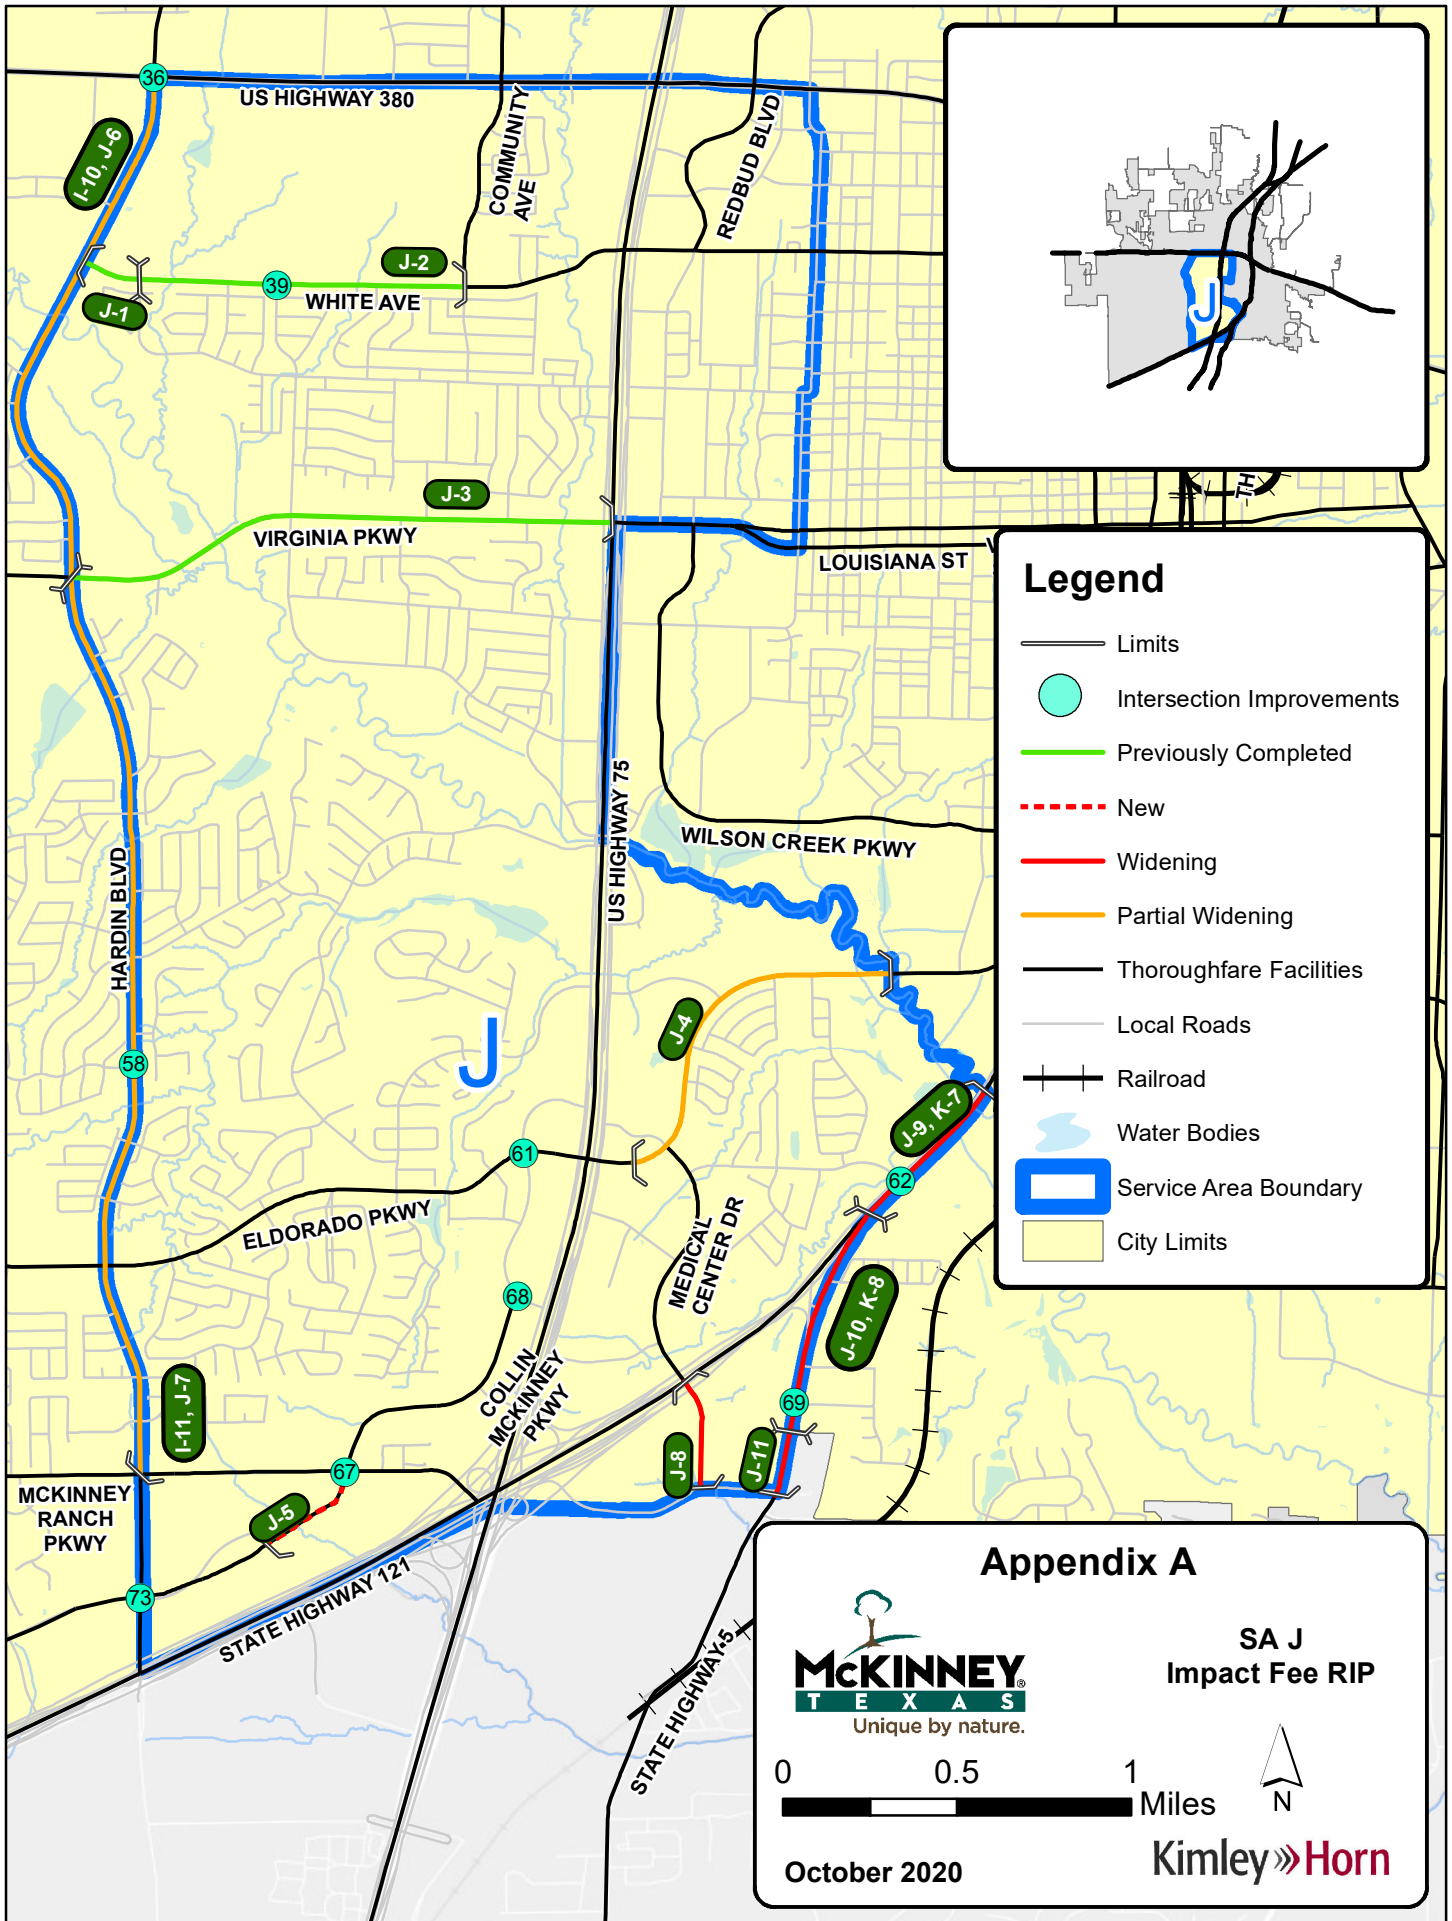 36
US HIGHWAY 380
COMMUNITY
AVE
REDBUD BLVD
I-10, J-6
J-2
39
WHITE AVE
J-1
J
J-3
VIRGINIA PKWY
LOUISIANA ST
TH
Legend
Limits
Intersection Improvements
Previously Completed
New
Widening
Partial Widening
Thoroughfare Facilities
Local Roads
Railroad
Water Bodies
Service Area Boundary
City Limits
US HIGHWAY 75
WILSON CREEK PKWY
HARDIN BLVD
J-4
J
58
J-9, K-7
61
62
ELDORADO PKWY
MEDICAL
CENTER DR
68
J-10, K-8
COLLIN
MCKINNEY
PKWY
I-11, J-7
69
J-8
J-11
67
MCKINNEY
RANCH
PKWY
J-5
73
STATE HIGHWAY 121
STATE HIGHWAY 5
Appendix A
McKINNEY®
TEXAS
Unique by nature.
SA J
Impact Fee RIP
0 0.5 1
Miles
N
October 2020
Kimley»Horn